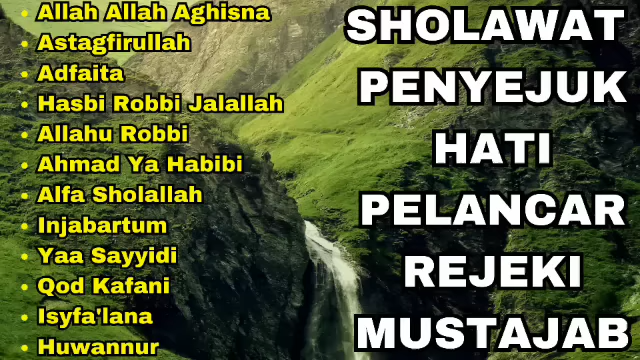 • Allah Allah Aghisna
• Astagfirullah
• Adfaita
• Hasbi Robbi Jalallah
• Allahu Robbi
• Ahmad Ya Habibi
• Alfa Sholallah
• Injabartum
• Yaa Sayyidi
• Qod Kafani
• Isyfa'lana
• Huwannur
SHOLAWAT
PENYEJUK
HATI
PELANCAR
REJEKI
MUSTAJAB